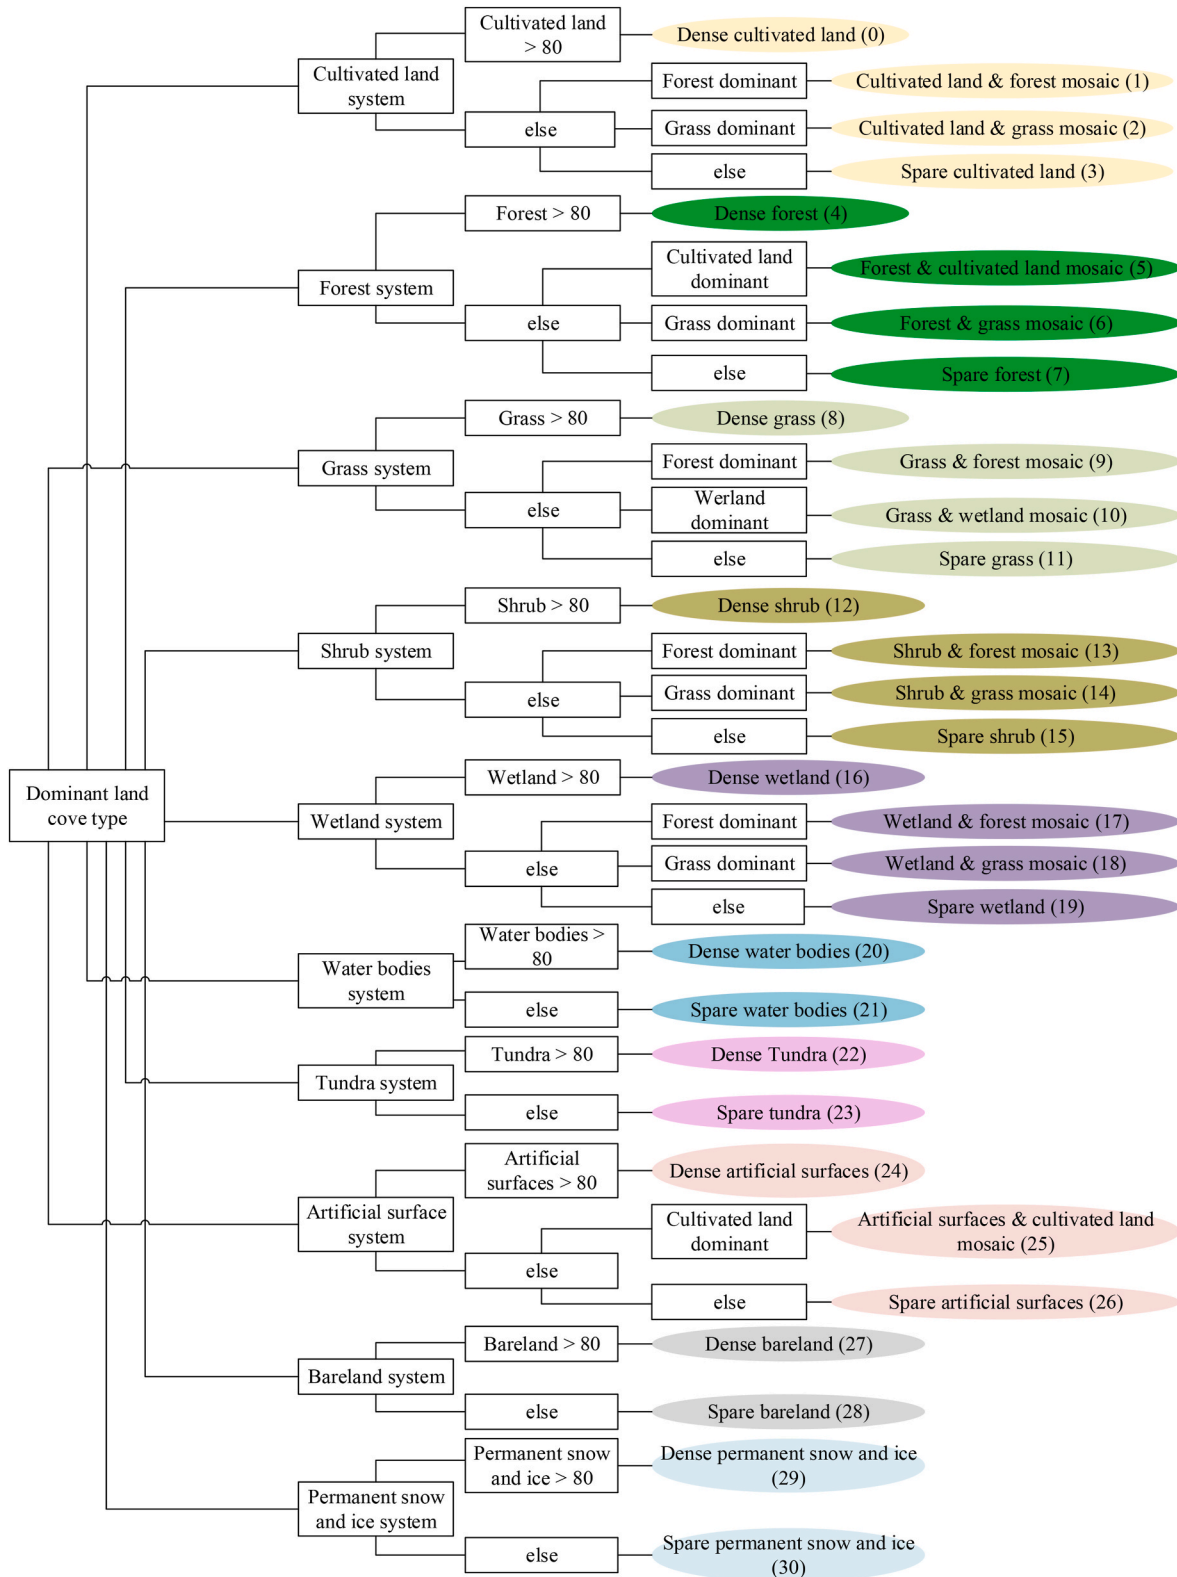 Dominant land
cove type
Cultivated land
system
Cultivated land
> 80
Dense cultivated land (0)
else
Forest dominant
Cultivated land & forest mosaic (1)
Grass dominant
Cultivated land & grass mosaic (2)
else
Spare cultivated land (3)
Forest system
Forest > 80
Dense forest (4)
else
Cultivated land
dominant
Forest & cultivated land mosaic (5)
Grass dominant
Forest & grass mosaic (6)
else
Spare forest (7)
Grass system
Grass > 80
Dense grass (8)
else
Forest dominant
Grass & forest mosaic (9)
Werland
dominant
Grass & wetland mosaic (10)
else
Spare grass (11)
Shrub system
Shrub > 80
Dense shrub (12)
else
Forest dominant
Shrub & forest mosaic (13)
Grass dominant
Shrub & grass mosaic (14)
else
Spare shrub (15)
Wetland system
Wetland > 80
Dense wetland (16)
else
Forest dominant
Wetland & forest mosaic (17)
Grass dominant
Wetland & grass mosaic (18)
else
Spare wetland (19)
Water bodies
system
Water bodies >
80
Dense water bodies (20)
else
Spare water bodies (21)
Tundra system
Tundra > 80
Dense Tundra (22)
else
Spare tundra (23)
Artificial surface
system
Artificial
surfaces > 80
Dense artificial surfaces (24)
else
Cultivated land
dominant
Artificial surfaces & cultivated land
mosaic (25)
else
Spare artificial surfaces (26)
Bareland system
Bareland > 80
Dense bareland (27)
else
Spare bareland (28)
Permanent snow
and ice system
Permanent snow
and ice > 80
Dense permanent snow and ice
(29)
else
Spare permanent snow and ice
(30)